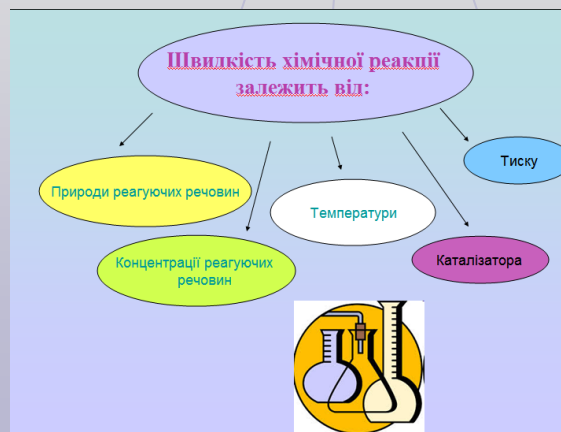 Швидкість хімічної реакції
залежить від:
Тиску
Природи реагуючих речовин
Температури
Концентрації реагуючих
речовин
Каталізатора